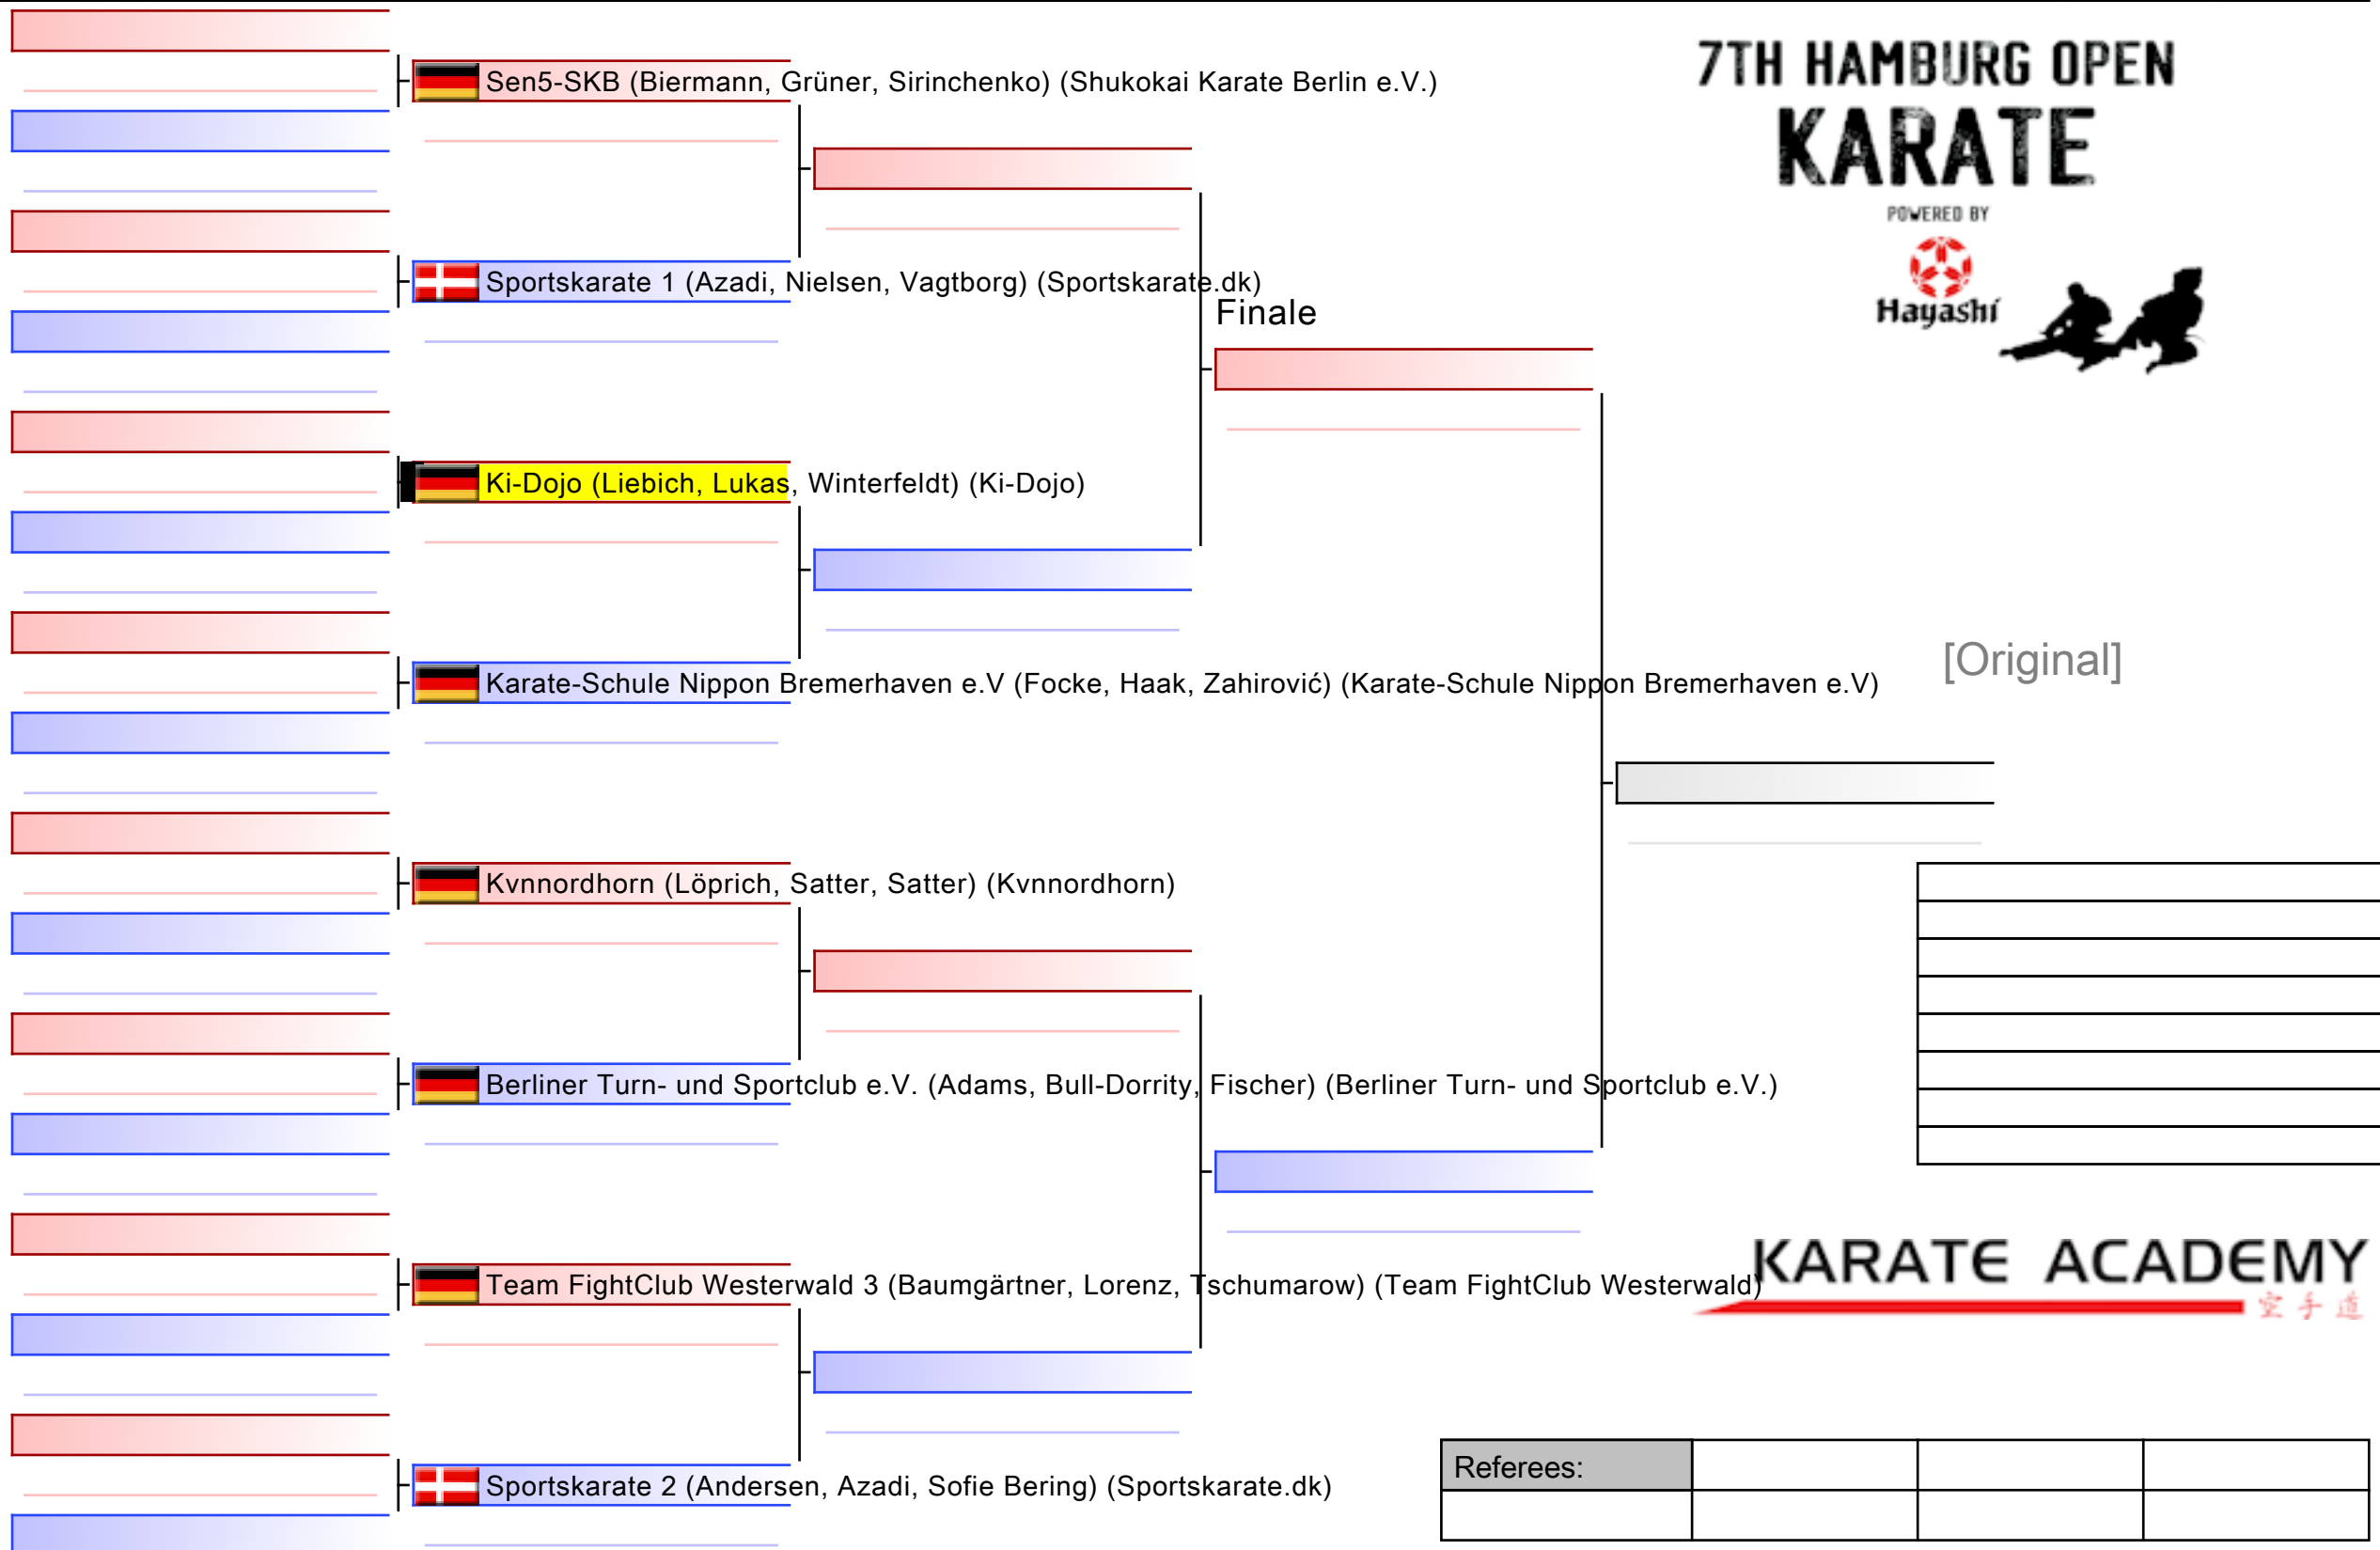 7TH HAMBURG OPEN
KARATE
POWERED BY
Hayashi
Sen5-SKB (Biermann, Grüner, Sirinchenko) (Shukokai Karate Berlin e.V.)
Sportskarate 1 (Azadi, Nielsen, Vagtborg) (Sportskarate.dk)
Finale
Ki-Dojo (Liebich, Lukas, Winterfeldt) (Ki-Dojo)
[Original]
Karate-Schule Nippon Bremerhaven e.V (Focke, Haak, Zahirović) (Karate-Schule Nippon Bremerhaven e.V)
Kvnnordhorn (Löprich, Satter, Satter) (Kvnnordhorn)
Berliner Turn- und Sportclub e.V. (Adams, Bull-Dorrity, Fischer) (Berliner Turn- und Sportclub e.V.)
Team FightClub Westerwald 3 (Baumgärtner, Lorenz, Tschumarow) (Team FightClub Westerwald)
KARATE ACADEMY
空手道
Referees:
Sportskarate 2 (Andersen, Azadi, Sofie Bering) (Sportskarate.dk)